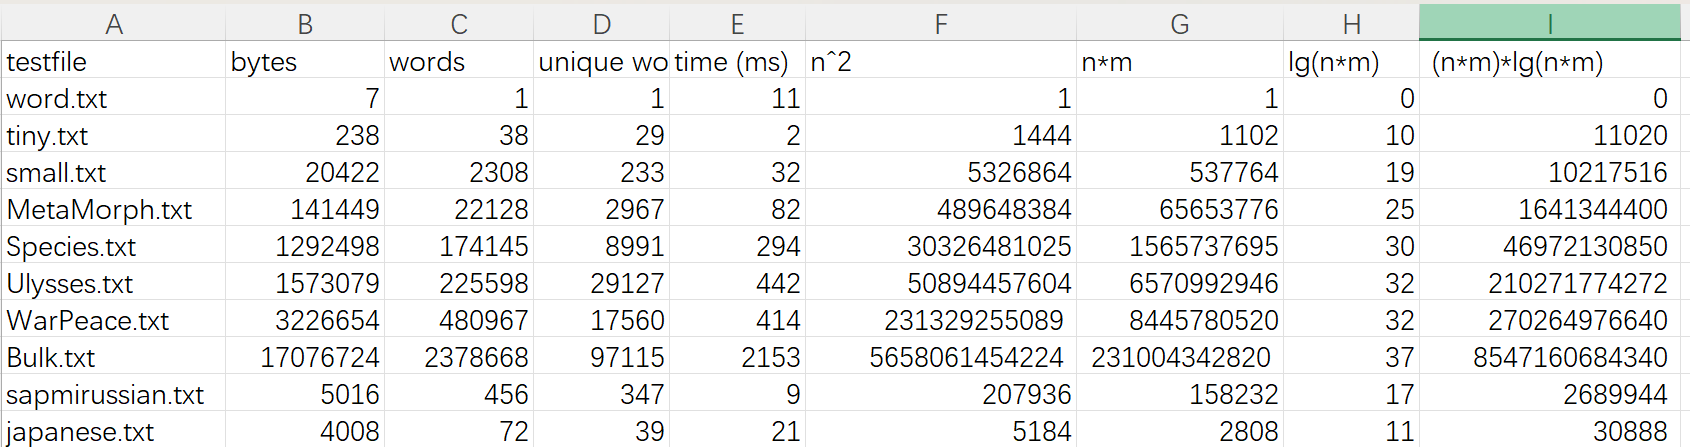 A B C D E F G H I
testfile bytes words unique wo time (ms) n^2 n*m lg(n*m) (n*m)*lg(n*m)
word.txt 7 1 1 11 1 1 0 0
tiny.txt 238 38 29 2 1444 1102 10 11020
small.txt 20422 2308 233 32 5326864 537764 19 10217516
MetaMorph.txt 141449 22128 2967 82 489648384 65653776 25 1641344400
Species.txt 1292498 174145 8991 294 30326481025 1565737695 30 46972130850
Ulysses.txt 1573079 225598 29127 442 50894457604 6570992946 32 210271774272
WarPeace.txt 3226654 480967 17560 414 231329255089 8445780520 32 270264976640
Bulk.txt 17076724 2378668 97115 2153 5658061454224 231004342820 37 8547160684340
sapmirussian.txt 5016 456 347 9 207936 158232 17 2689944
japanese.txt 4008 72 39 21 5184 2808 11 30888